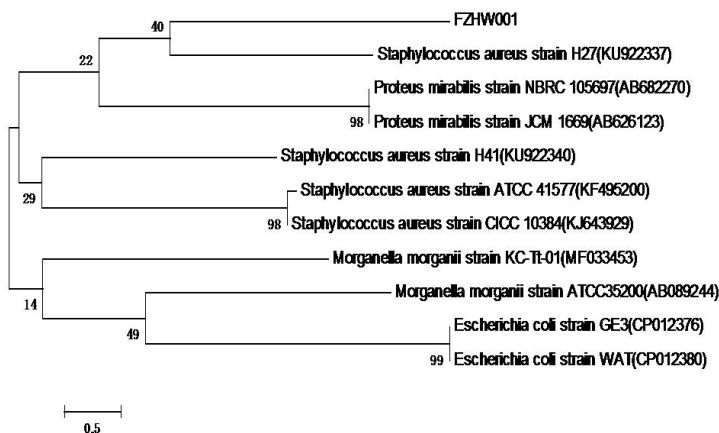 FZHW001
40
Staphylococcus aureus strain H27(KU922337)
22
Proteus mirabilis strain NBRC 105697(AB682270)
98
Proteus mirabilis strain JCM 1669(AB626123)
Staphylococcus aureus strain H41(KU922340)
29
Staphylococcus aureus strain ATCC 41577(KF495200)
98
Staphylococcus aureus strain CICC 10384(KJ643929)
Morganella morganii strain KC-Tt-01(MF033453)
14
Morganella morganii strain ATCC35200(AB089244)
49
Escherichia coli strain GE3(CP012376)
99
Escherichia coli strain WAT(CP012380)
0.5